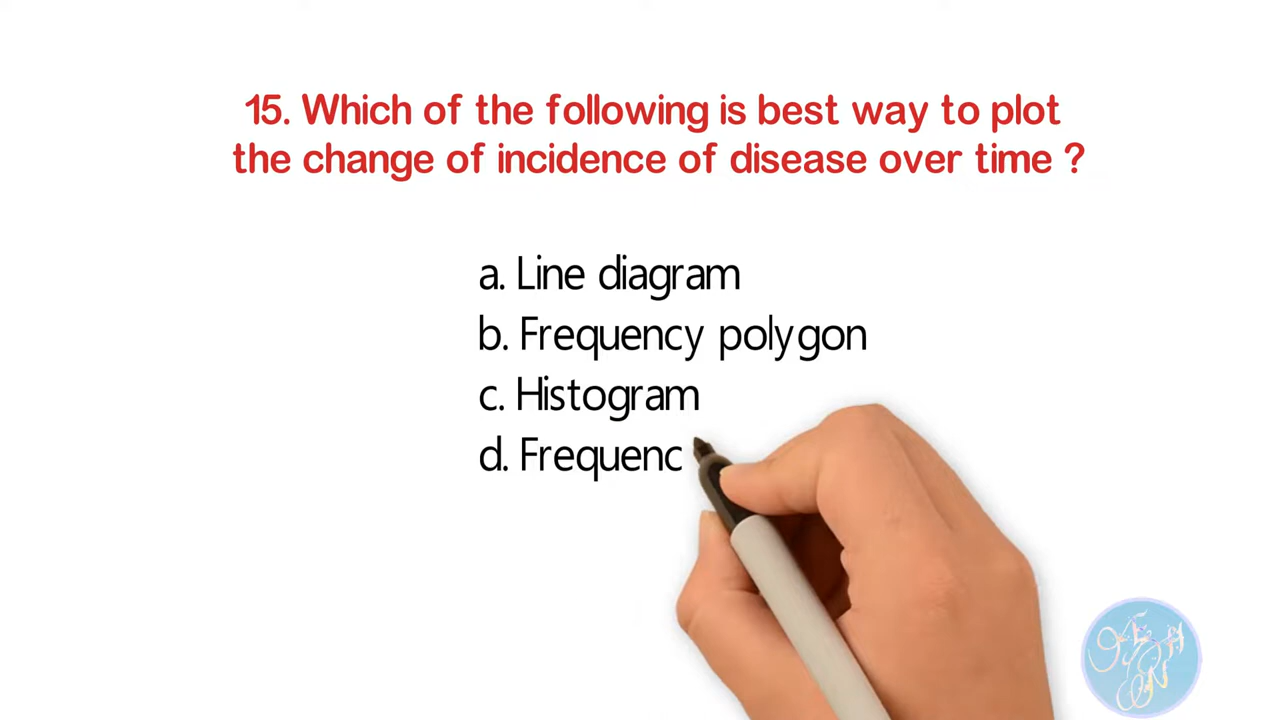 15. Which of the following is best way to plot
the change of incidence of disease over time ?
a. Line diagram
b. Frequency polygon
c. Histogram
d. Frequenc